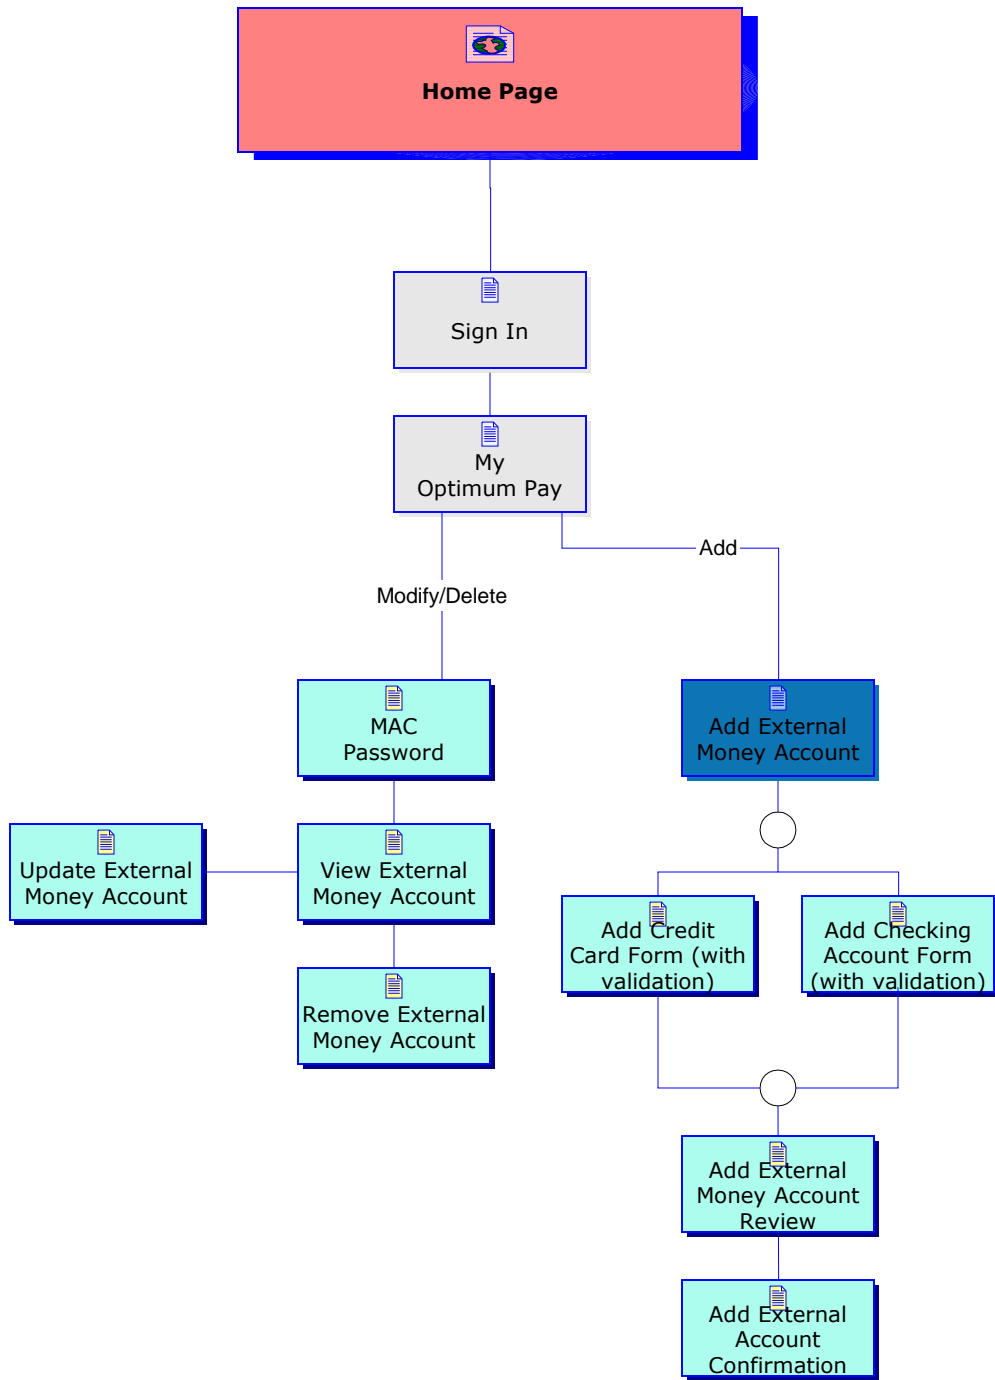 Home Page
Sign In
My
Optimum Pay
Add
Modify/Delete
MAC
Password
Add External
Money Account
Update External
Money Account
View External
Money Account
Add Credit
Card Form (with
validation)
Add Checking
Account Form
(with validation)
Remove External
Money Account
Add External
Money Account
Review
Add External
Account
Confirmation